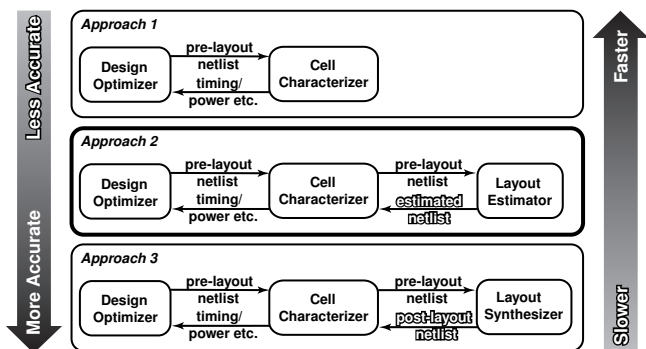 Approach 1
Design
Optimizer
pre-layout
netlist
timing/
power etc.
Cell
Characterizer
Approach 2
Design
Optimizer
pre-layout
netlist
timing/
power etc.
Cell
Characterizer
pre-layout
netlist
estimated
netlist
Layout
Estimator
Approach 3
Design
Optimizer
pre-layout
netlist
timing/
power etc.
Cell
Characterizer
pre-layout
netlist
post-layout
netlist
Layout
Synthesizer
Less Accurate
More Accurate
Faster
Slower